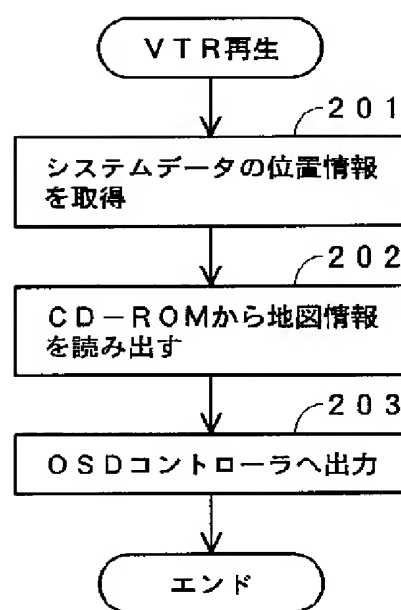 VTR再生
201
システムデータの位置情報
を取得
202
CD－ROMから地図情報
を読み出す
203
OSDコントローラへ出力
エンド